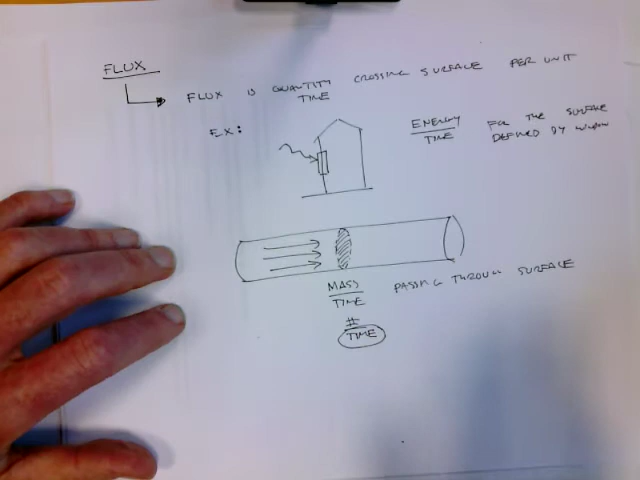 FLUX
FLUX IS QUANTITY CROSSING SURFACE PER UNIT
TIME
EX:
ENERGY
TIME
FOR THE SURFACE
DEFINED BY WINDOW
MASS
TIME
PASSING THROUGH SURFACE
#
TIME